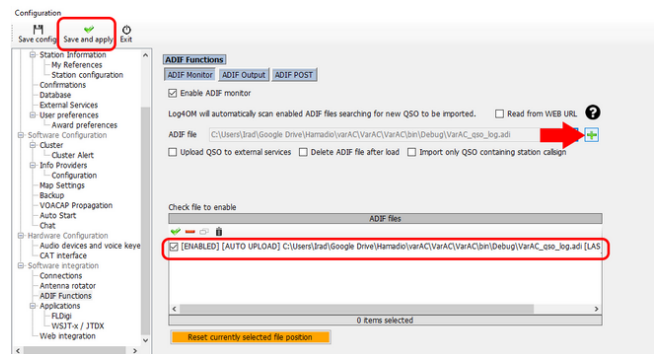 Configuration
Save config Save and apply Exit
Station Information
My References
Station configuration
Confirmations
Database
External Services
User preferences
Award preferences
Software Configuration
Cluster
Cluster Alert
Info Providers
Configuration
Map Settings
Backup
VOACAP Propagation
Auto Start
Chat
Hardware Configuration
Audio devices and voice keye
CAT interface
Software integration
Connections
Antenna rotator
ADIF Functions
Applications
FLDigi
WSJT-x / JTDX
Web integration
ADIF Functions
ADIF Monitor ADIF Output ADIF POST
Enable ADIF monitor
Log4OM will automatically scan enabled ADIF files searching for new QSO to be imported. Read from WEB URL ?
ADIF file C:\Users\Irad\Google Drive\Hamradio\varAC\VarAC\VarAC\bin\Debug\VarAC_qso_log.adi
Upload QSO to external services Delete ADIF file after load Import only QSO containing station callsign
Check file to enable
ADIF files
[ENABLED] [AUTO UPLOAD] C:\Users\Irad\Google Drive\Hamradio\varAC\VarAC\VarAC\bin\Debug\VarAC_qso_log.adi [LAS
0 items selected
Reset currently selected file position